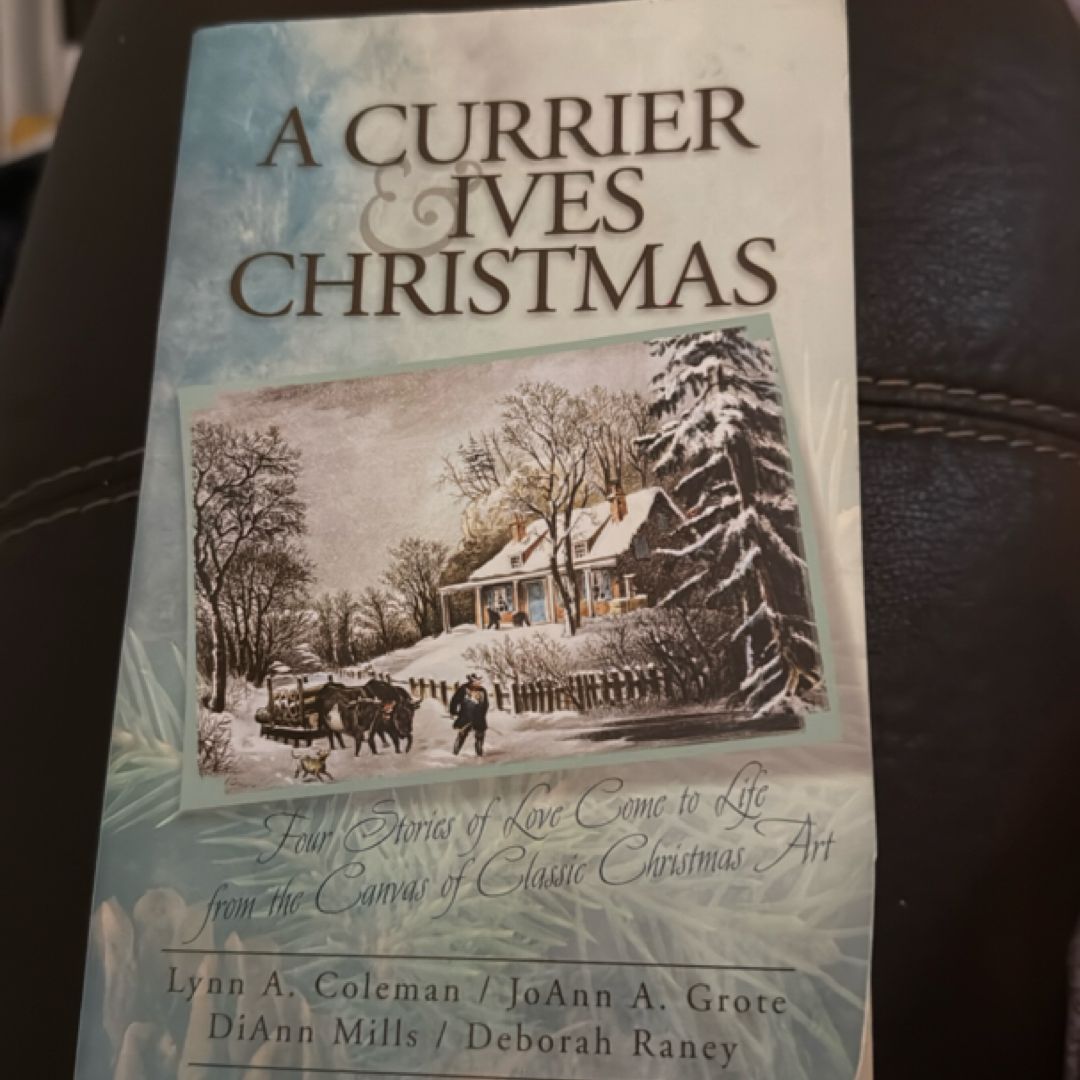 A CURRIER
& IVES
CHRISTMAS
Four Stories of Love Come to Life
from the Canvas of Classic Christmas Art
Lynn A. Coleman / JoAnn A. Grote
DiAnn Mills / Deborah Raney